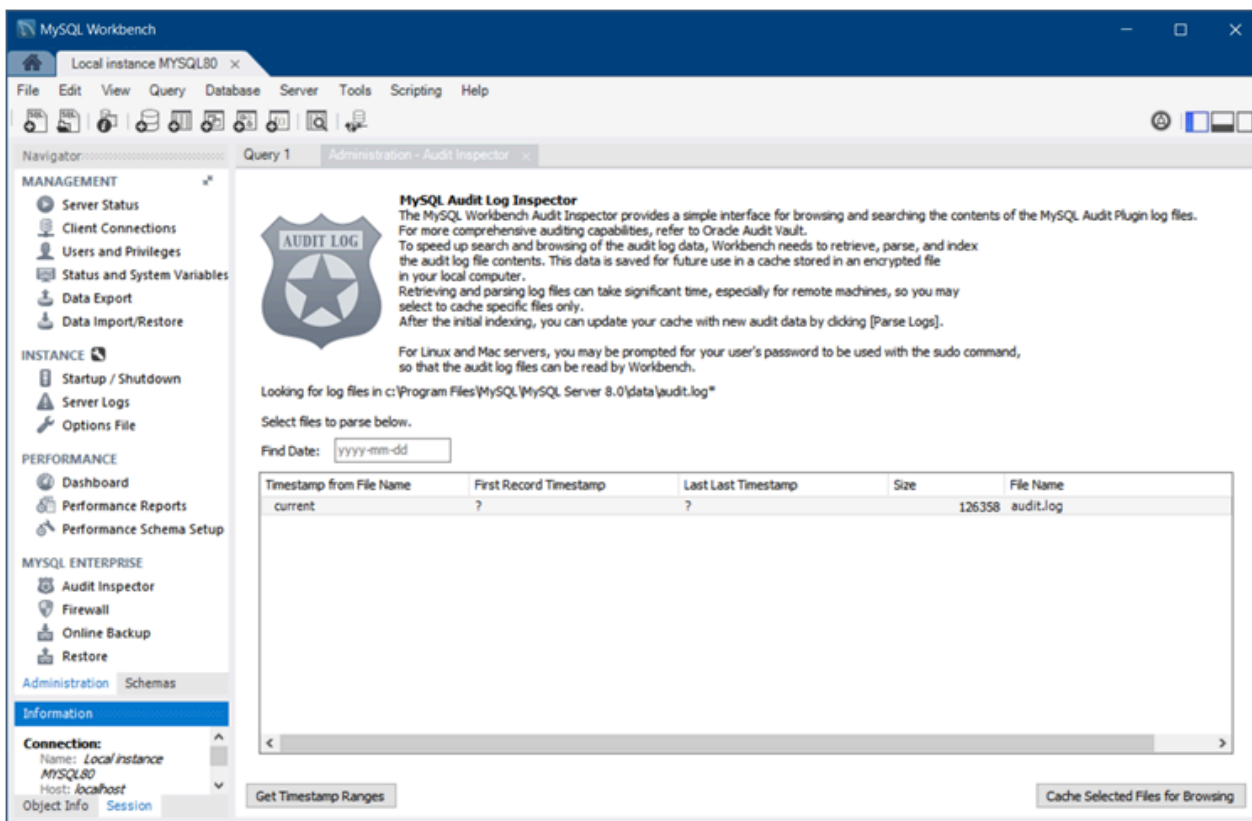 MySQL Workbench
Local instance MYSQL80
File Edit View Query Database Server Tools Scripting Help
Navigator
MANAGEMENT
Server Status
Client Connections
Users and Privileges
Status and System Variables
Data Export
Data Import/Restore
INSTANCE
Startup / Shutdown
Server Logs
Options File
PERFORMANCE
Dashboard
Performance Reports
Performance Schema Setup
MYSQL ENTERPRISE
Audit Inspector
Firewall
Online Backup
Restore
Administration Schemas
Information
Connection:
Name: Local instance
MYSQL80
Host: localhost
Object Info Session
Query 1 Administration - Audit Inspector
AUDIT LOG
MySQL Audit Log Inspector
The MySQL Workbench Audit Inspector provides a simple interface for browsing and searching the contents of the MySQL Audit Plugin log files.
For more comprehensive auditing capabilities, refer to Oracle Audit Vault.
To speed up search and browsing of the audit log data, Workbench needs to retrieve, parse, and index
the audit log file contents. This data is saved for future use in a cache stored in an encrypted file
in your local computer.
Retrieving and parsing log files can take significant time, especially for remote machines, so you may
select to cache specific files only.
After the initial indexing, you can update your cache with new audit data by clicking [Parse Logs].
For Linux and Mac servers, you may be prompted for your user's password to be used with the sudo command,
so that the audit log files can be read by Workbench.
Looking for log files in c:\Program Files\MySQL\MySQL Server 8.0\data\audit.log*
Select files to parse below.
Find Date: yyyy-mm-dd
Timestamp from File Name First Record Timestamp Last Last Timestamp Size File Name
current ? ? 126358 audit.log
Get Timestamp Ranges Cache Selected Files for Browsing